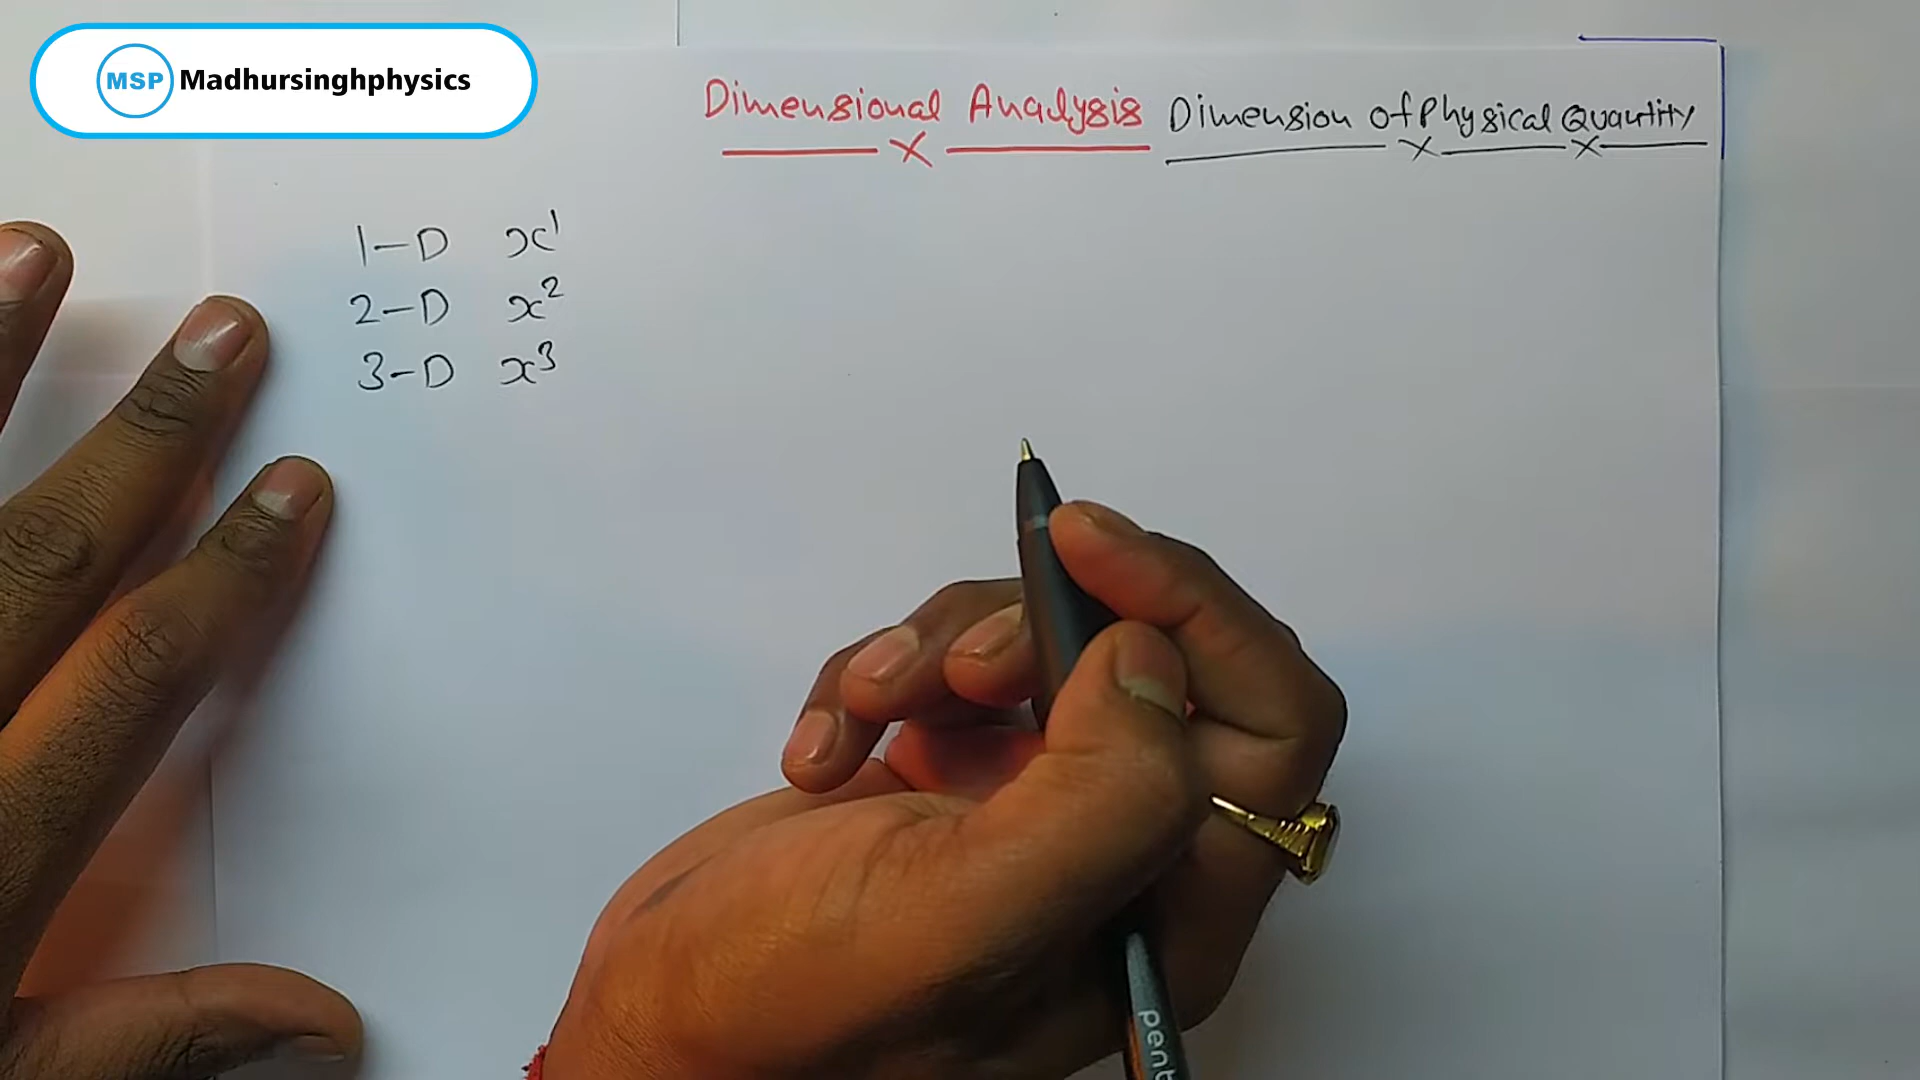 MSP Madhursinghphysics
Dimensional Analysis Dimension of Physical Quantity
1-D x¹
2-D x²
3-D x³
pent